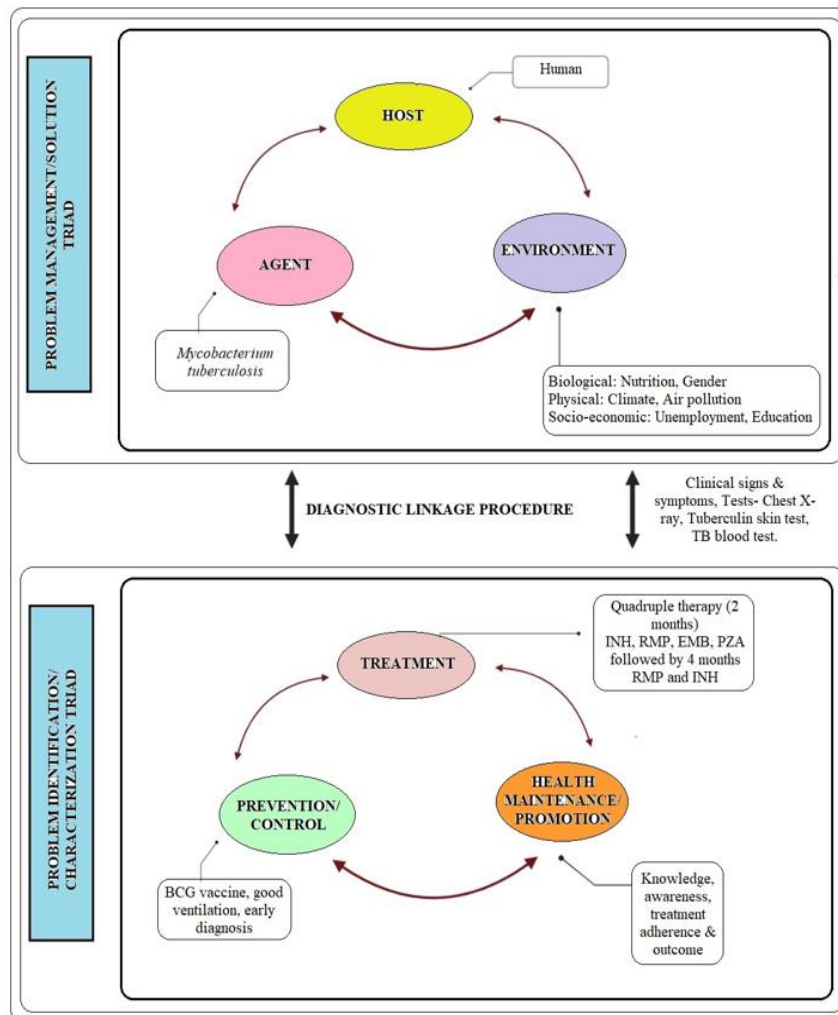 PROBLEM MANAGEMENT/SOLUTION
TRIAD
Human
HOST
AGENT
ENVIRONMENT
Mycobacterium
tuberculosis
Biological: Nutrition, Gender
Physical: Climate, Air pollution
Socio-economic: Unemployment, Education
DIAGNOSTIC LINKAGE PROCEDURE
Clinical signs &
symptoms, Tests- Chest X-
ray, Tuberculin skin test,
TB blood test.
PROBLEM IDENTIFICATION/
CHARACTERIZATION TRIAD
Quadruple therapy (2
months)
INH, RMP, EMB, PZA
followed by 4 months
RMP and INH
TREATMENT
PREVENTION/
CONTROL
HEALTH
MAINTENANCE/
PROMOTION
BCG vaccine, good
ventilation, early
diagnosis
Knowledge,
awareness,
treatment
adherence &
outcome